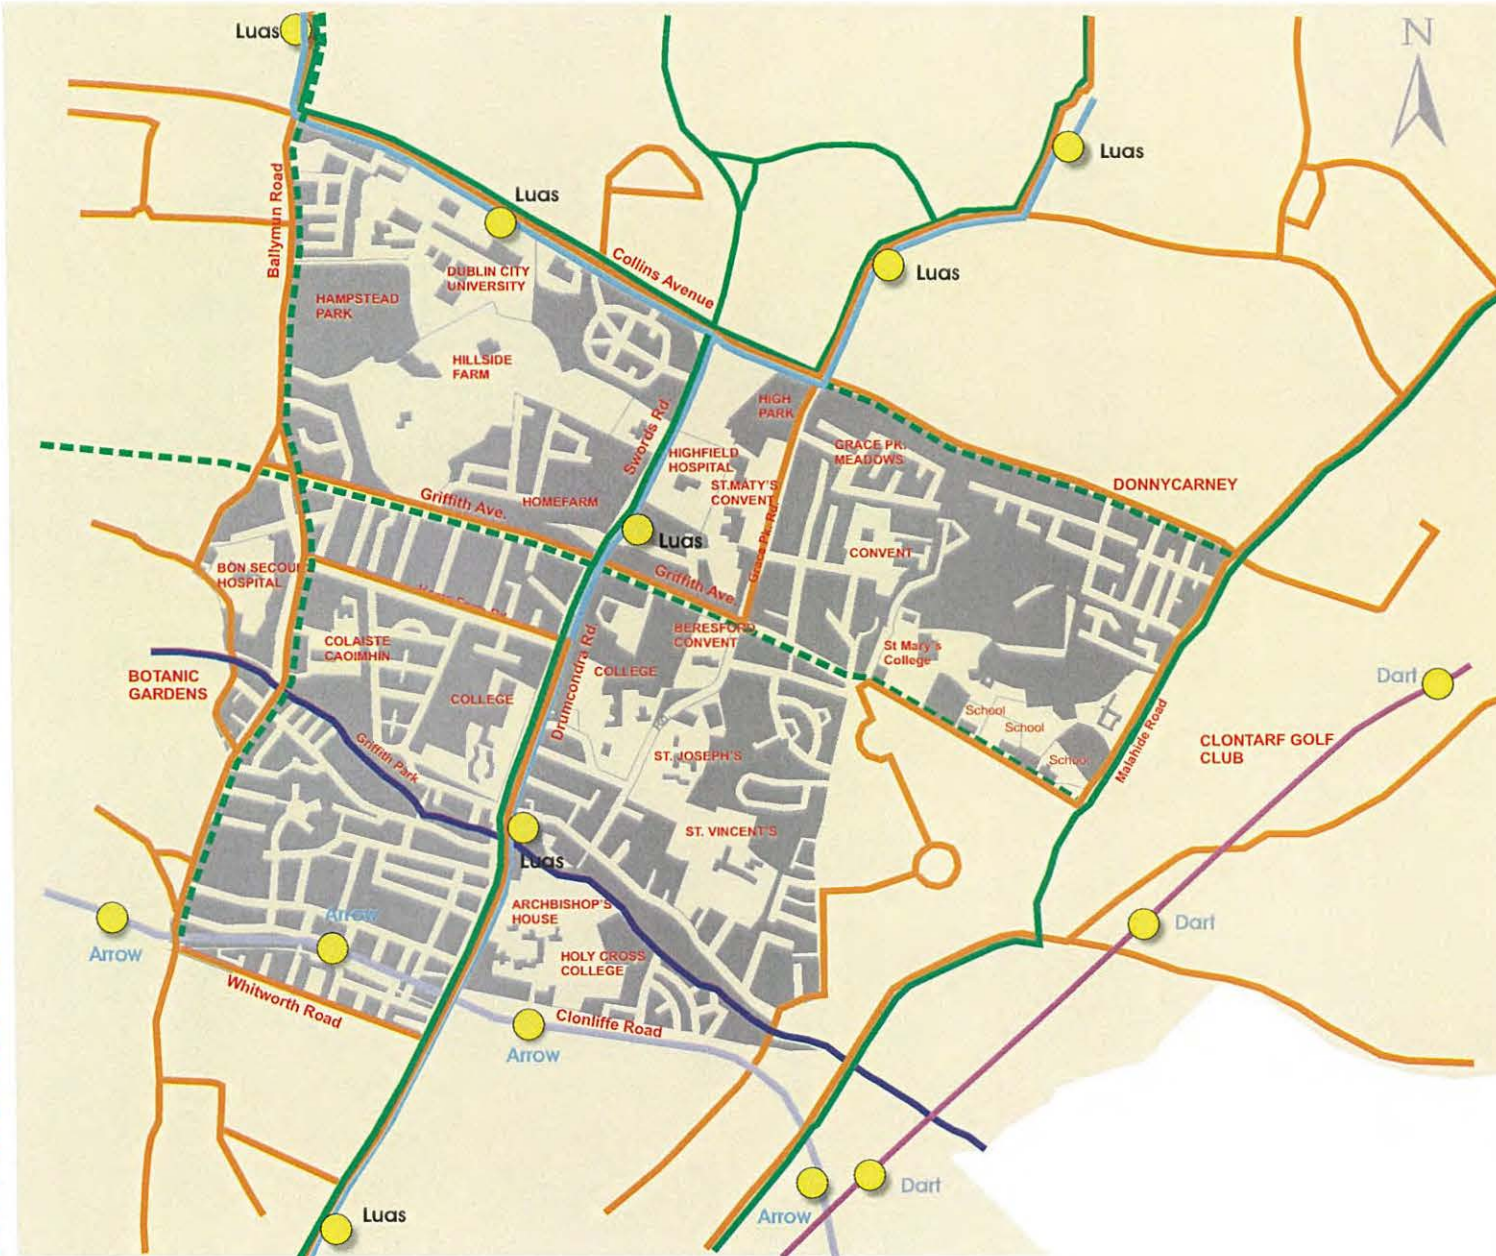 Luas
N
Luas
Luas
Luas
Ballymun Road
Collins Avenue
DUBLIN CITY
UNIVERSITY
HAMPSTEAD
PARK
HILLSIDE
FARM
HIGH
PARK
Swords Rd
GRACE PK.
MEADOWS
HIGHFIELD
HOSPITAL
ST.MATY'S
CONVENT
DONNYCARNEY
Griffith Ave.
HOMEFARM
Luas
Grace Pk. Rd.
CONVENT
BON SECOUR
HOSPITAL
Griffith Ave.
COLAISTE
CAOIMHIN
BERESFORD
CONVENT
St Mary's
College
BOTANIC
GARDENS
COLLEGE
COLLEGE
Drumcondra Rd.
Dart
School
School
School
Malahide Road
CLONTARF GOLF
CLUB
Griffith Park
ST. JOSEPH'S
ST. VINCENT'S
Luas
ARCHBISHOP'S
HOUSE
Arrow
Arrow
Dart
HOLY CROSS
COLLEGE
Whitworth Road
Clonliffe Road
Arrow
Dart
Arrow
Luas